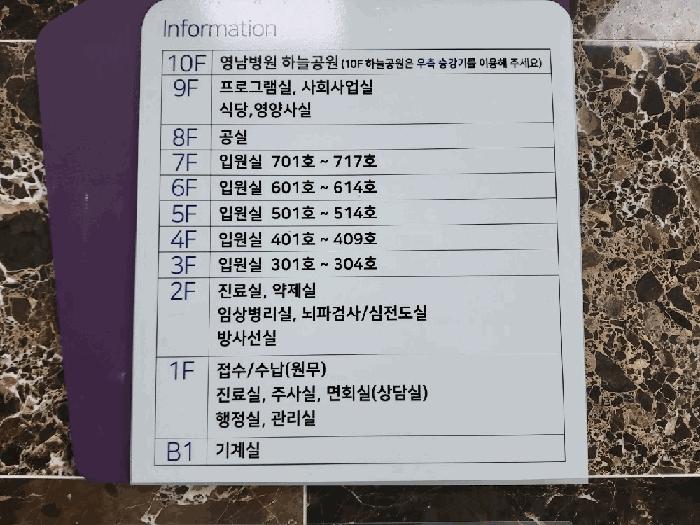 Information
10F 영남병원 하늘공원 (10F 하늘공원은 우측 승강기를 이용해 주세요)
9F 프로그램실, 사회사업실
식당,영양사실
8F 공실
7F 입원실 701호 ~ 717호
6F 입원실 601호 ~ 614호
5F 입원실 501호 ~ 514호
4F 입원실 401호 ~ 409호
3F 입원실 301호 ~ 304호
2F 진료실, 약제실
임상병리실, 뇌파검사/심전도실
방사선실
1F 접수/수납(원무)
진료실, 주사실, 면회실(상담실)
행정실, 관리실
B1 기계실